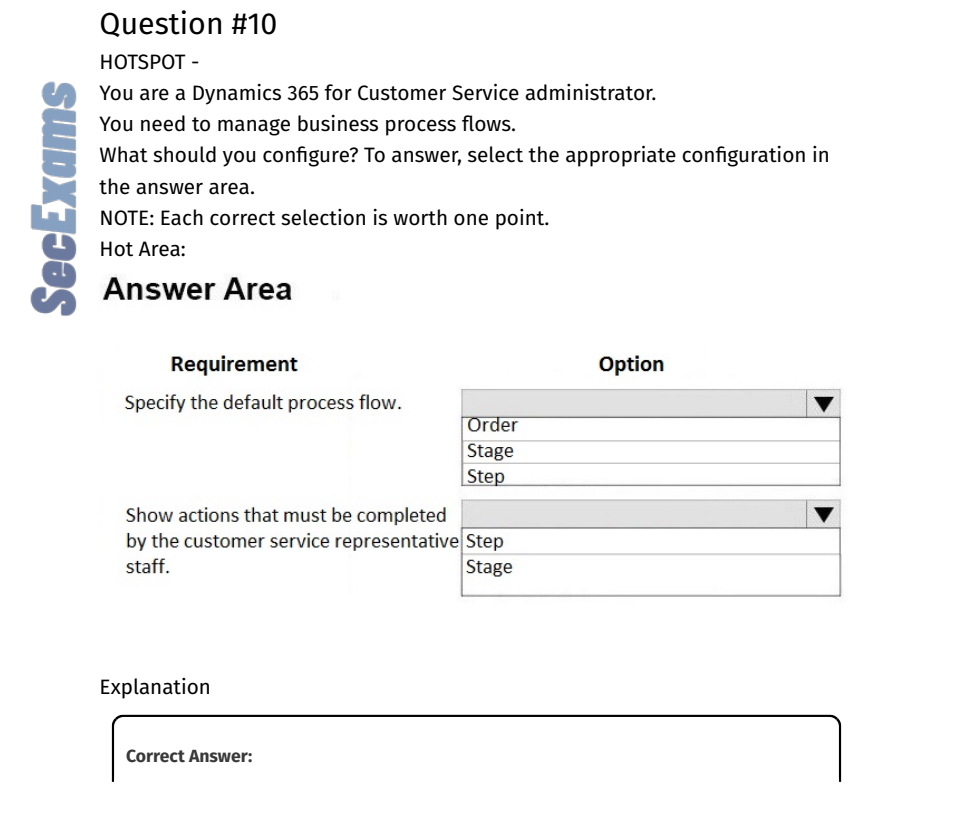 Question #10
HOTSPOT -
You are a Dynamics 365 for Customer Service administrator.
You need to manage business process flows.
What should you configure? To answer, select the appropriate configuration in
the answer area.
NOTE: Each correct selection is worth one point.
Hot Area:
SecExams
Answer Area
Requirement
Option
Specify the default process flow.
Order
Stage
Step
Show actions that must be completed
by the customer service representative
staff.
Step
Stage
Explanation
Correct Answer: